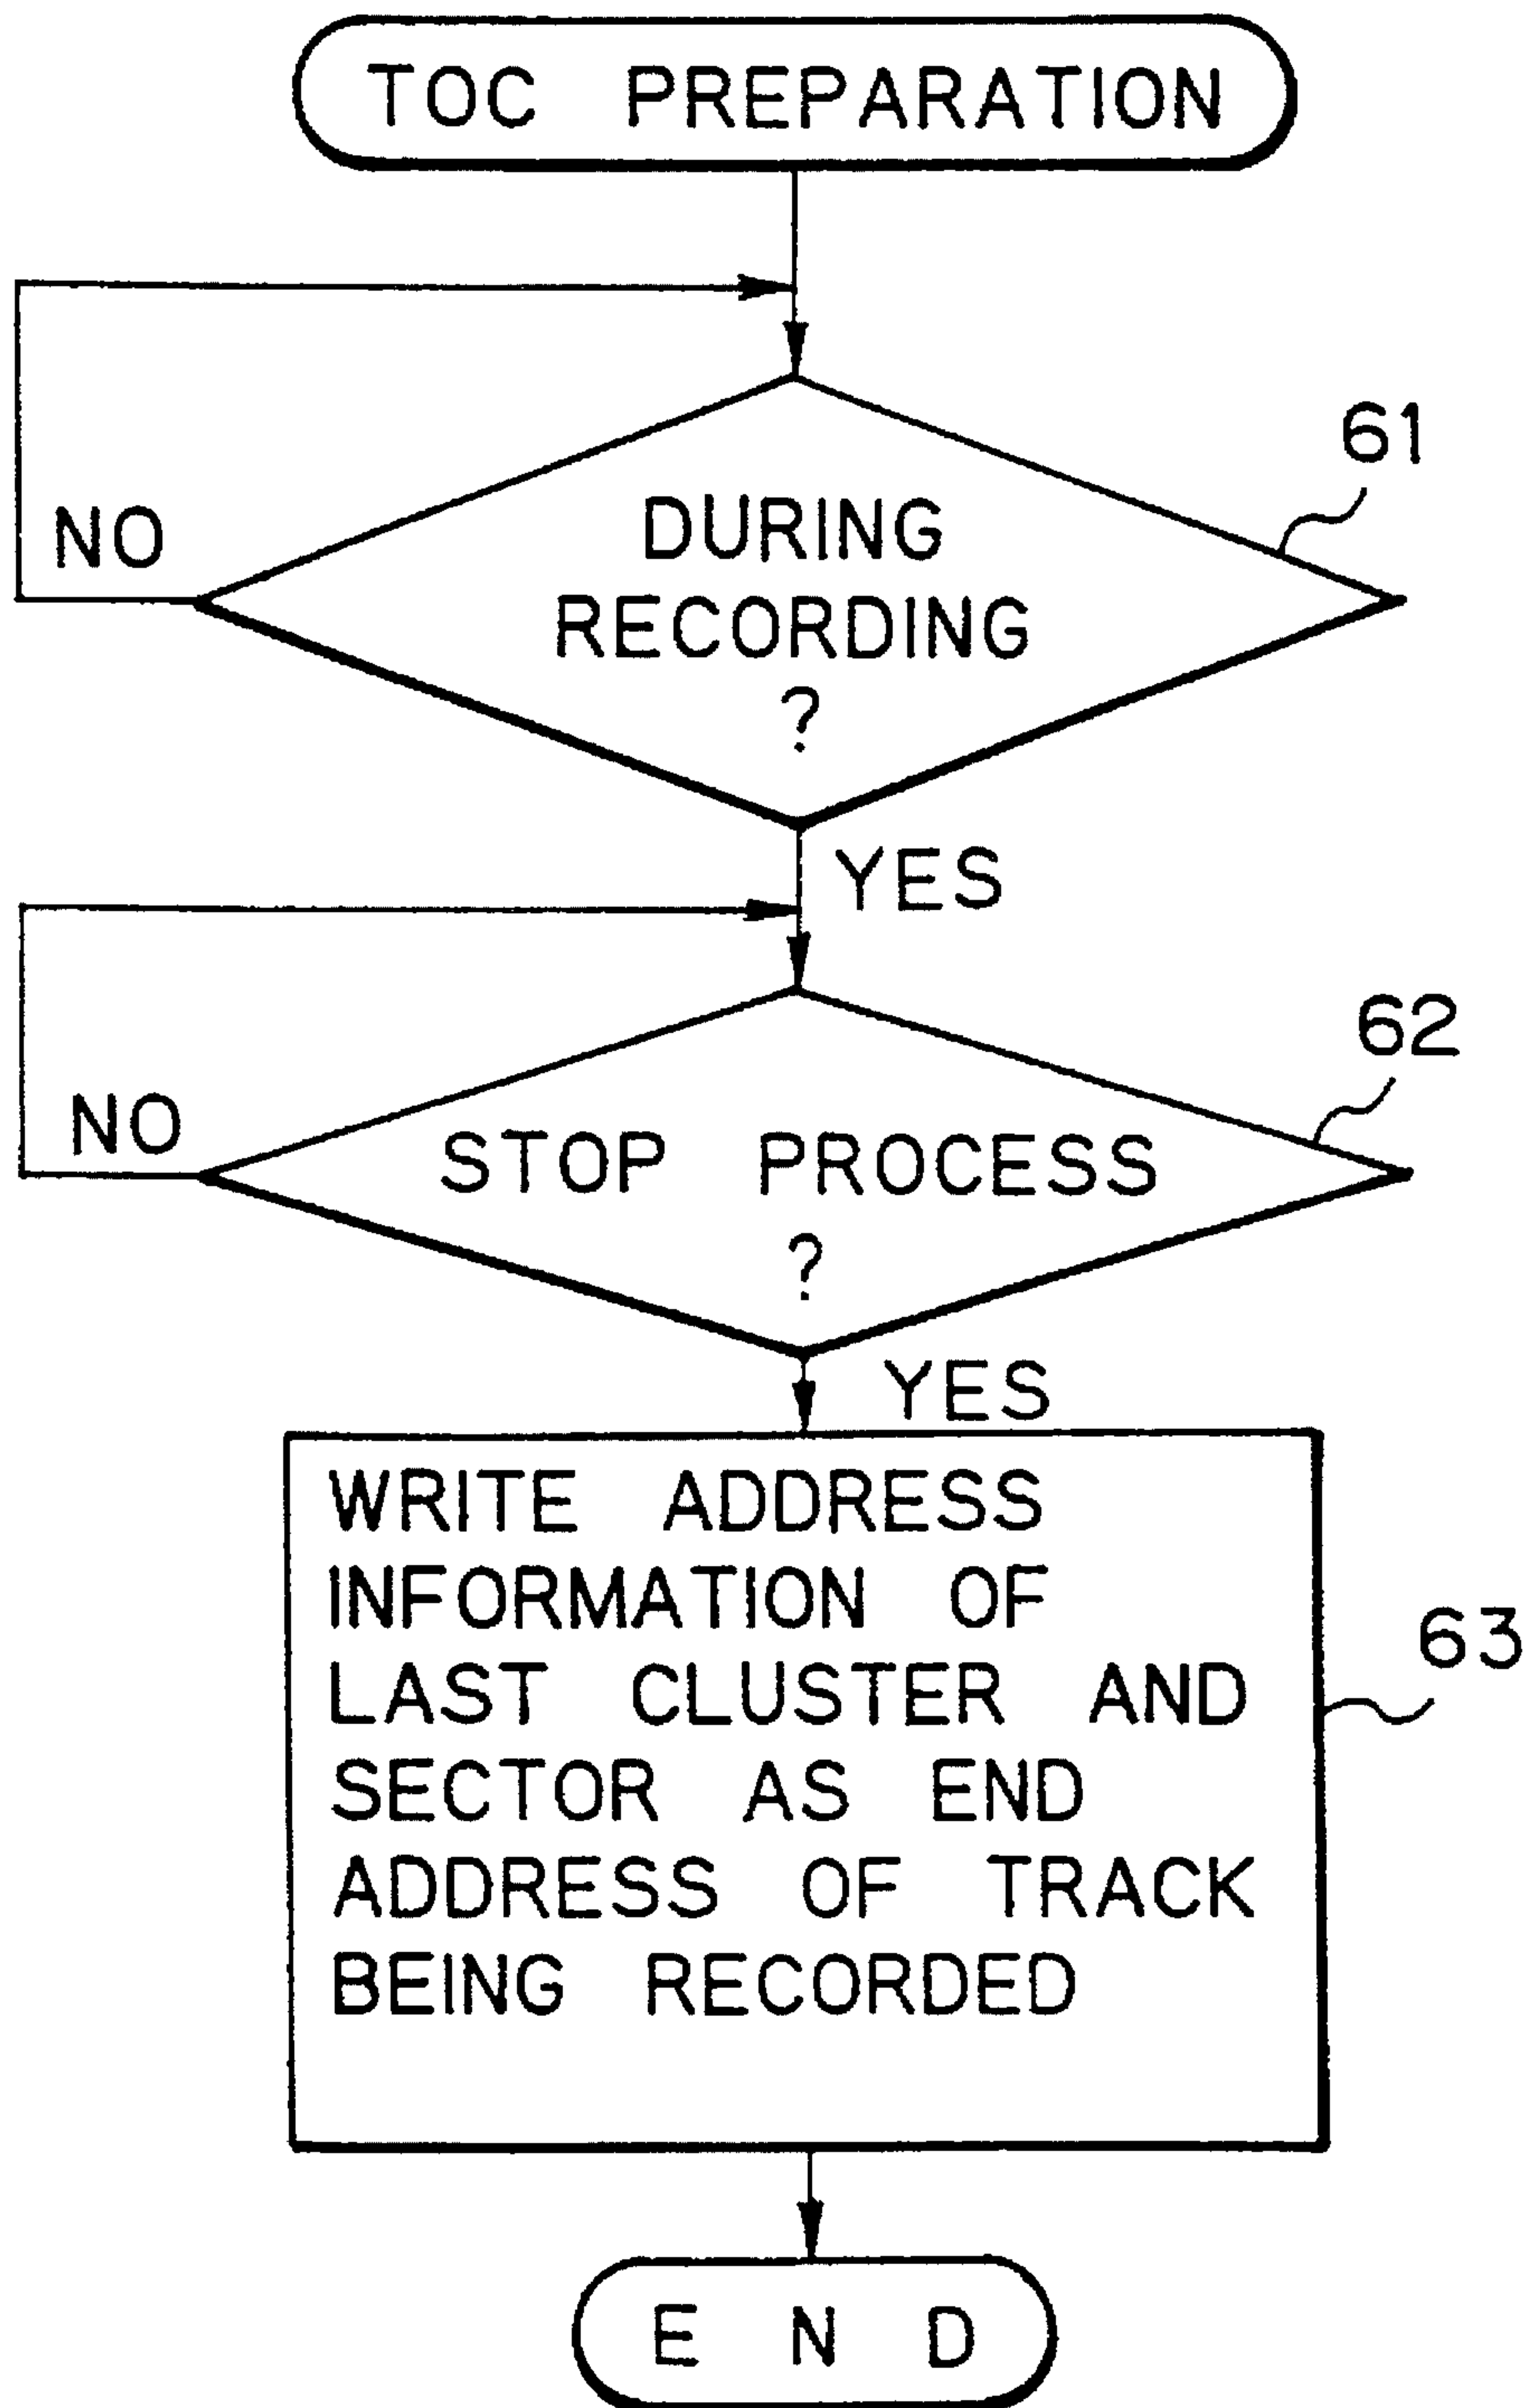 TOC PREPARATION
61
NO
DURING
RECORDING
?
YES
62
NO
STOP PROCESS
?
YES
WRITE ADDRESS
INFORMATION OF
LAST CLUSTER AND
SECTOR AS END
ADDRESS OF TRACK
BEING RECORDED
63
END